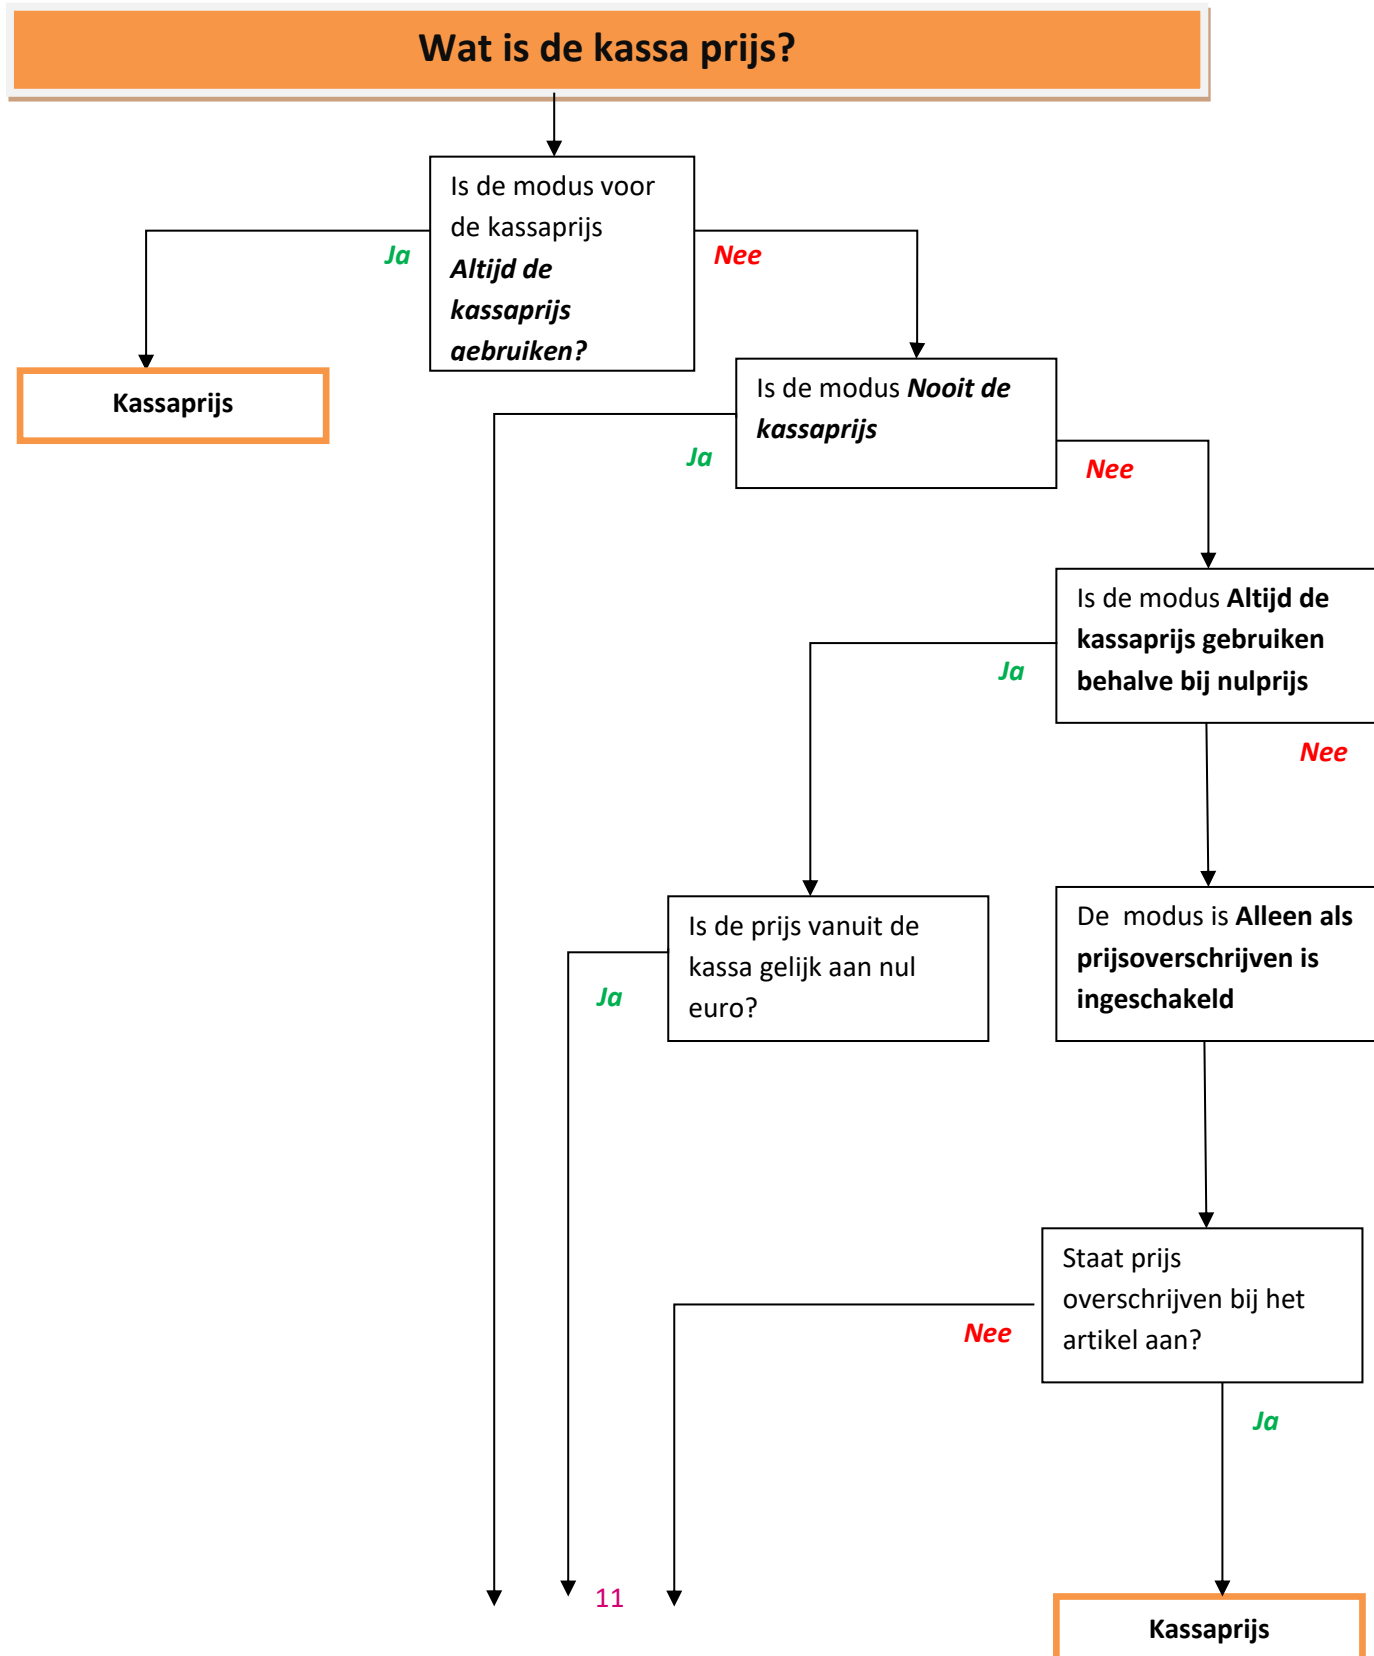 Wat is de kassa prijs?
Is de modus voor
de kassaprijs
Altijd de
kassaprijs
gebruiken?
Ja
Nee
Kassaprijs
Is de modus Nooit de
kassaprijs
Ja
Nee
Is de modus Altijd de
kassaprijs gebruiken
behalve bij nulprijs
Ja
Nee
Is de prijs vanuit de
kassa gelijk aan nul
euro?
Ja
De  modus is Alleen als
prijsoverschrijven is
ingeschakeld
Staat prijs
overschrijven bij het
artikel aan?
Nee
Ja
11
Kassaprijs